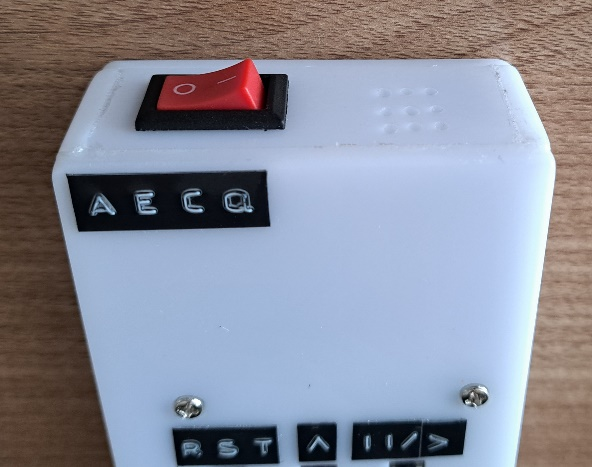 O I
AECQ
RST ^ II/>